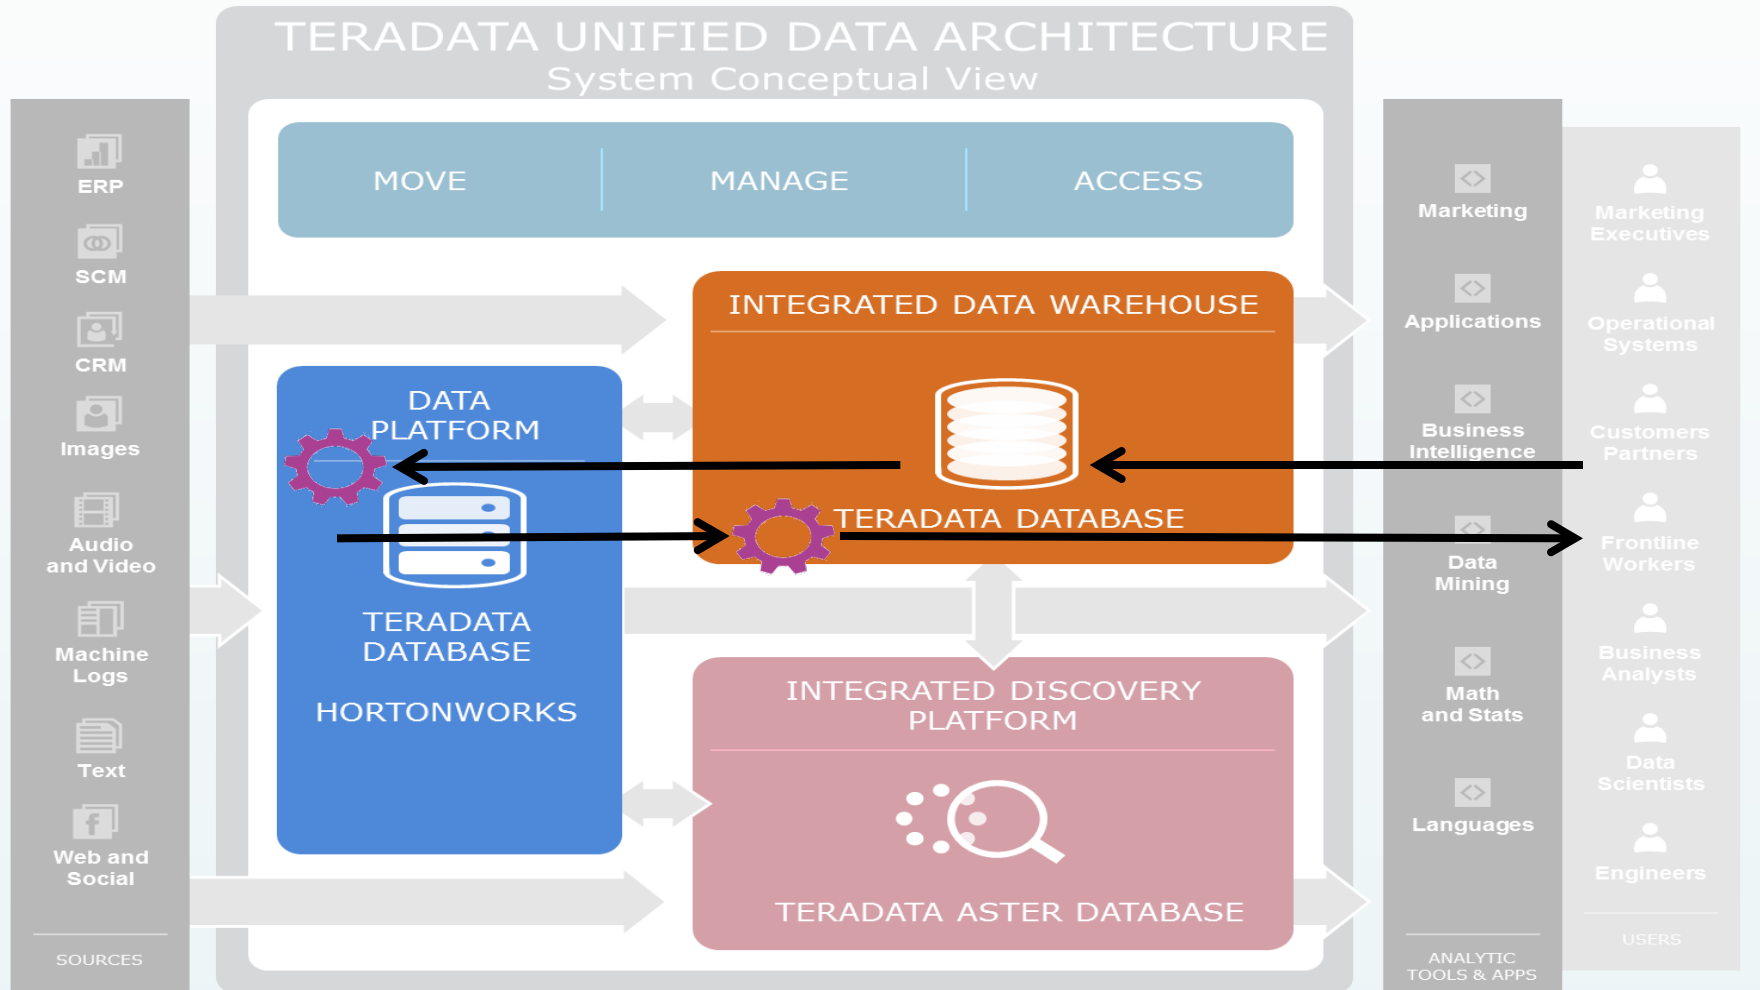 TERADATA UNIFIED DATA ARCHITECTURE
System Conceptual View
ERP
SCM
CRM
Images
Audio
and Video
Machine
Logs
Text
Web and
Social
SOURCES
MOVE
MANAGE
ACCESS
DATA
PLATFORM
TERADATA
DATABASE
HORTONWORKS
INTEGRATED DATA WAREHOUSE
TERADATA DATABASE
INTEGRATED DISCOVERY
PLATFORM
TERADATA ASTER DATABASE
Marketing
Applications
Business
Intelligence
Data
Mining
Math
and Stats
Languages
ANALYTIC
TOOLS & APPS
Marketing
Executives
Operational
Systems
Customers
Partners
Frontline
Workers
Business
Analysts
Data
Scientists
Engineers
USERS